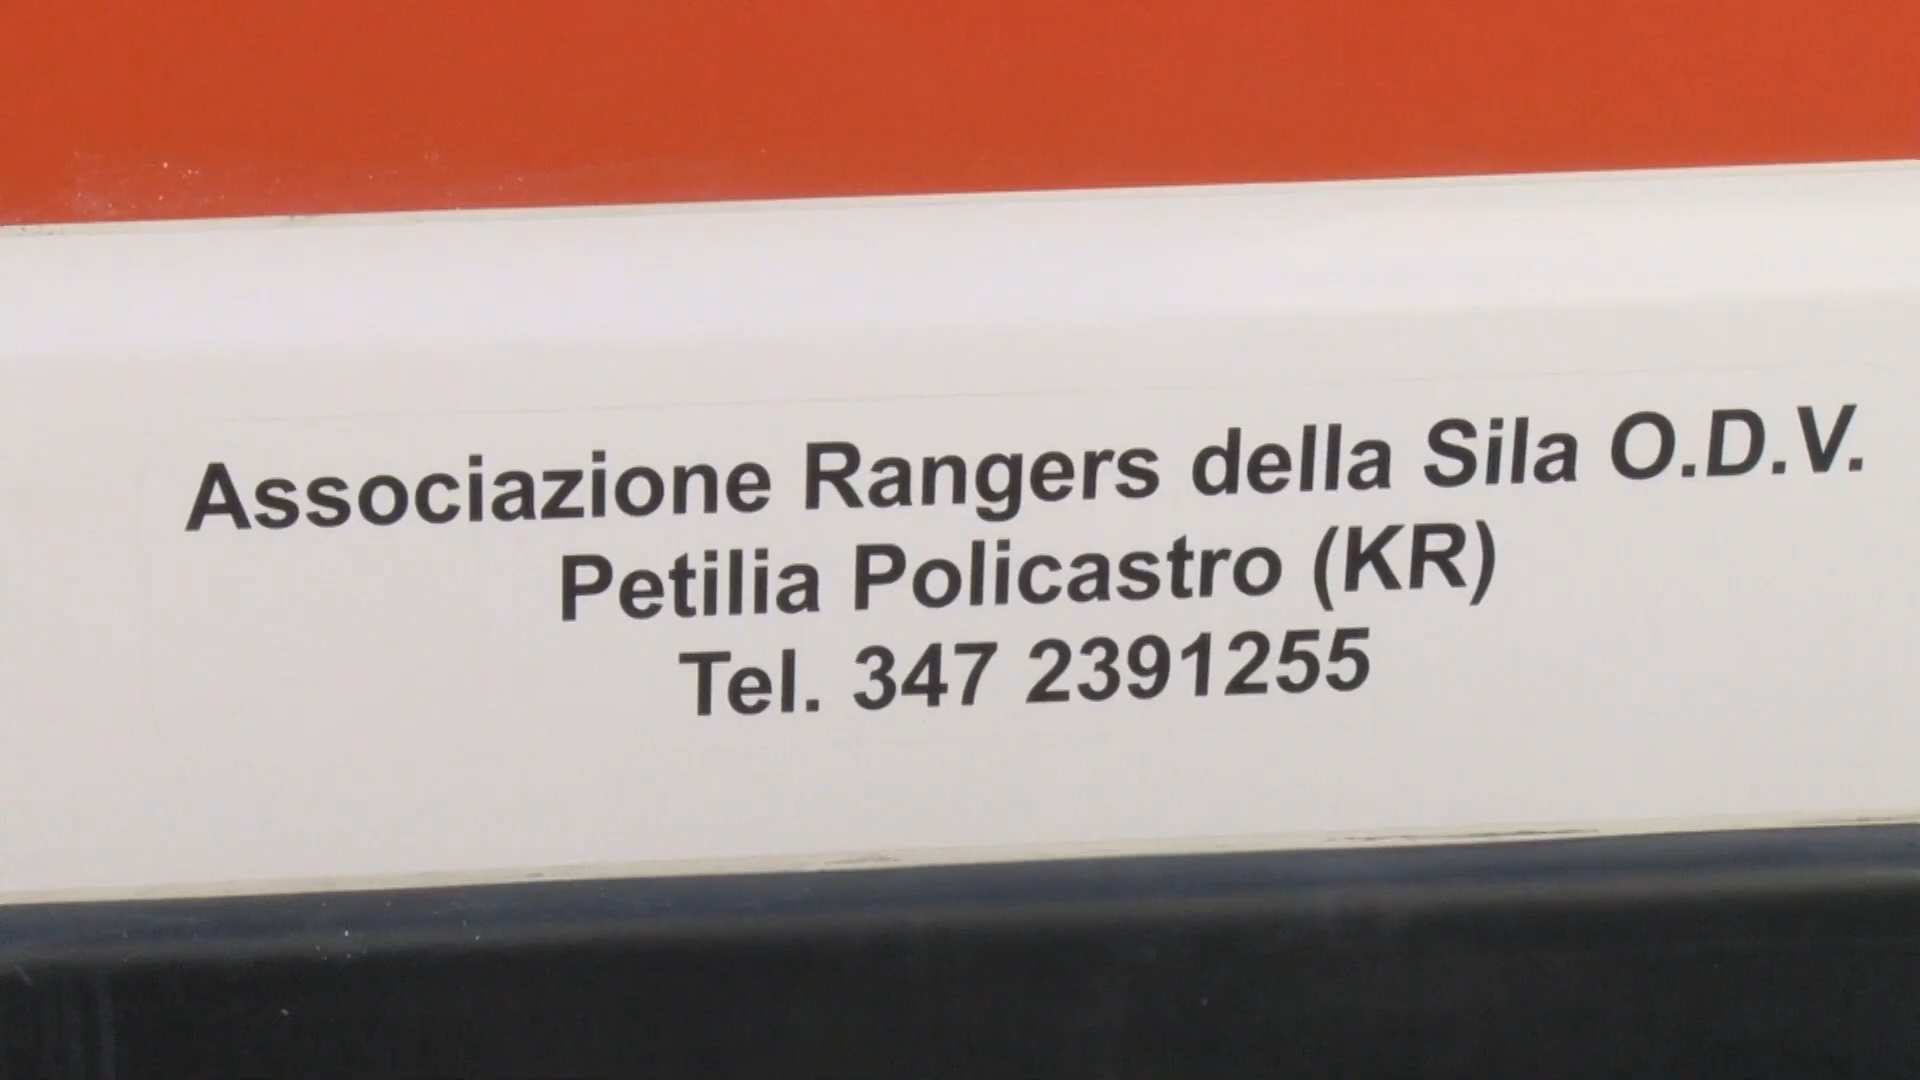 Associazione Rangers della Sila O.D.V.
Petilia Policastro (KR)
Tel. 347 2391255